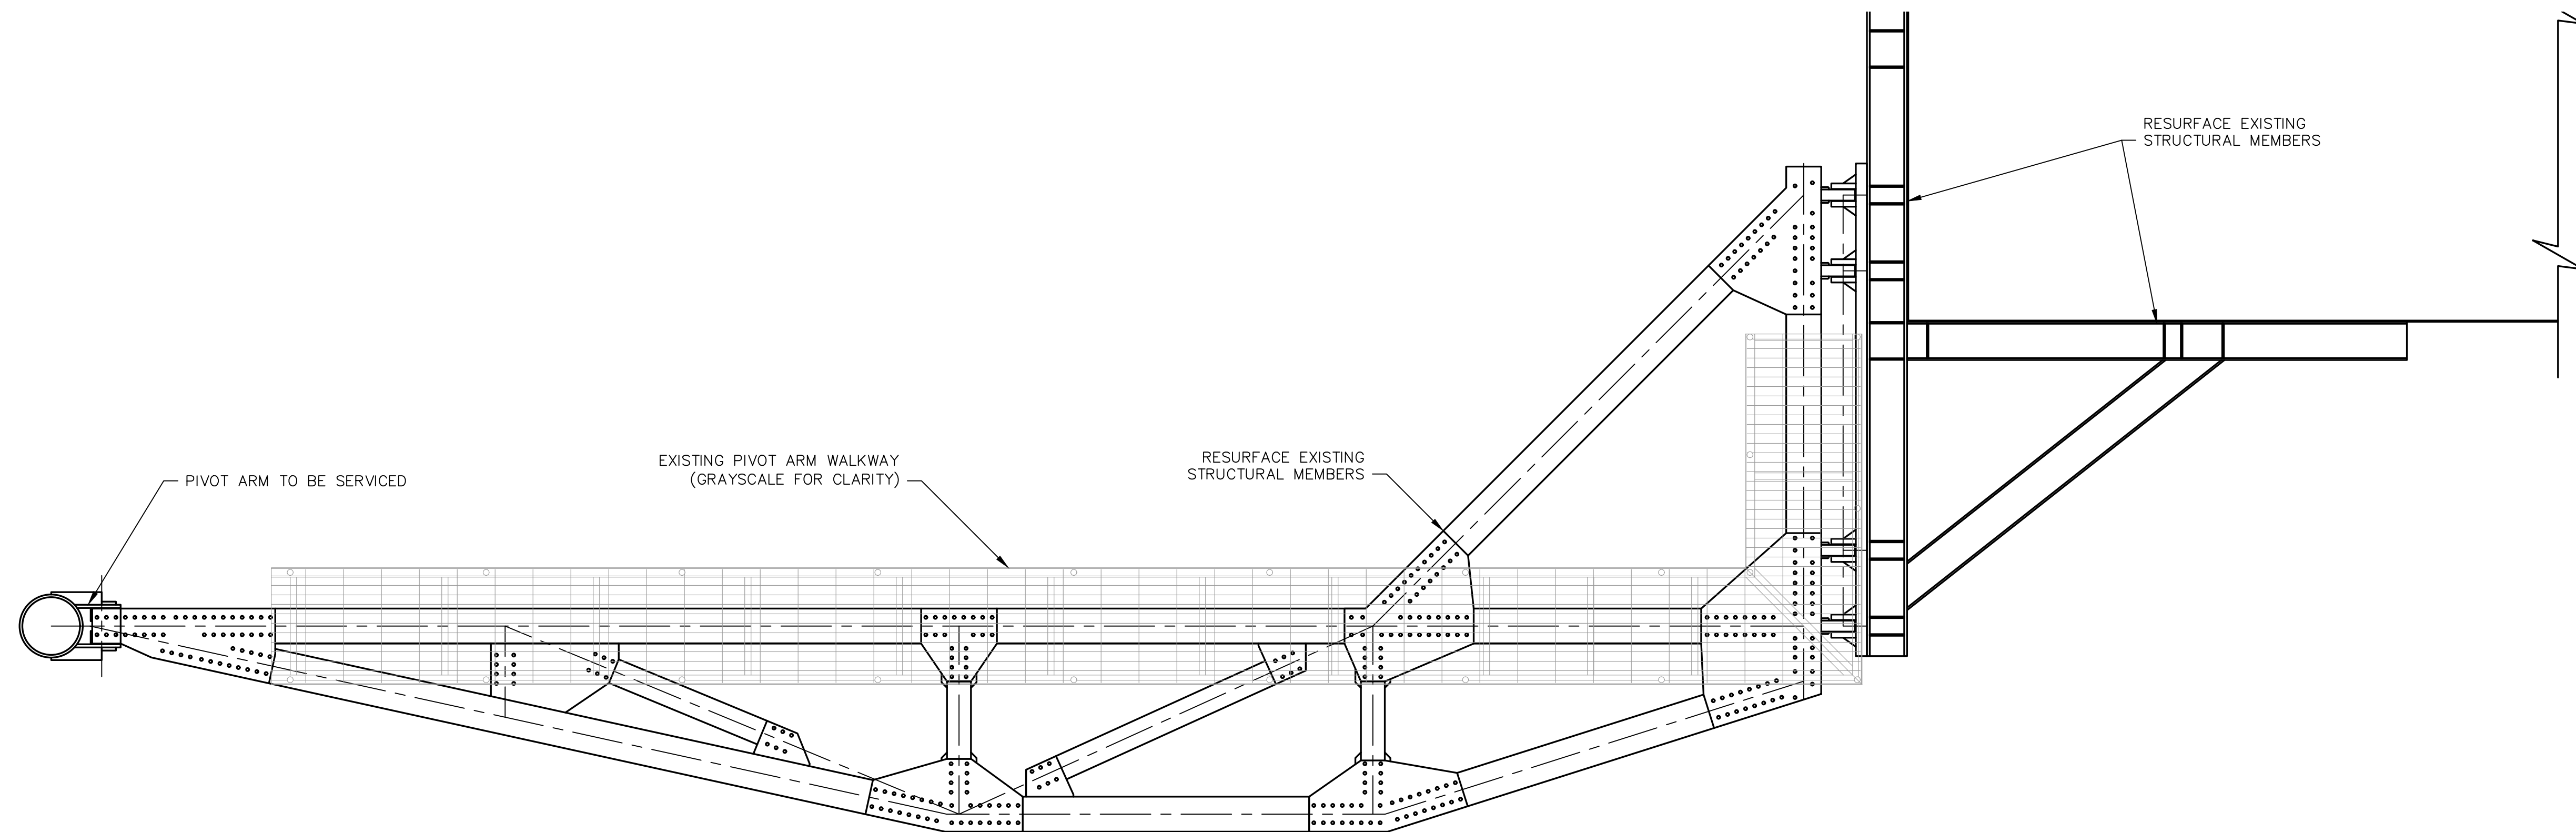 RESURFACE EXISTING
STRUCTURAL MEMBERS
EXISTING PIVOT ARM WALKWAY
(GRAYSCALE FOR CLARITY)
RESURFACE EXISTING
STRUCTURAL MEMBERS
PIVOT ARM TO BE SERVICED